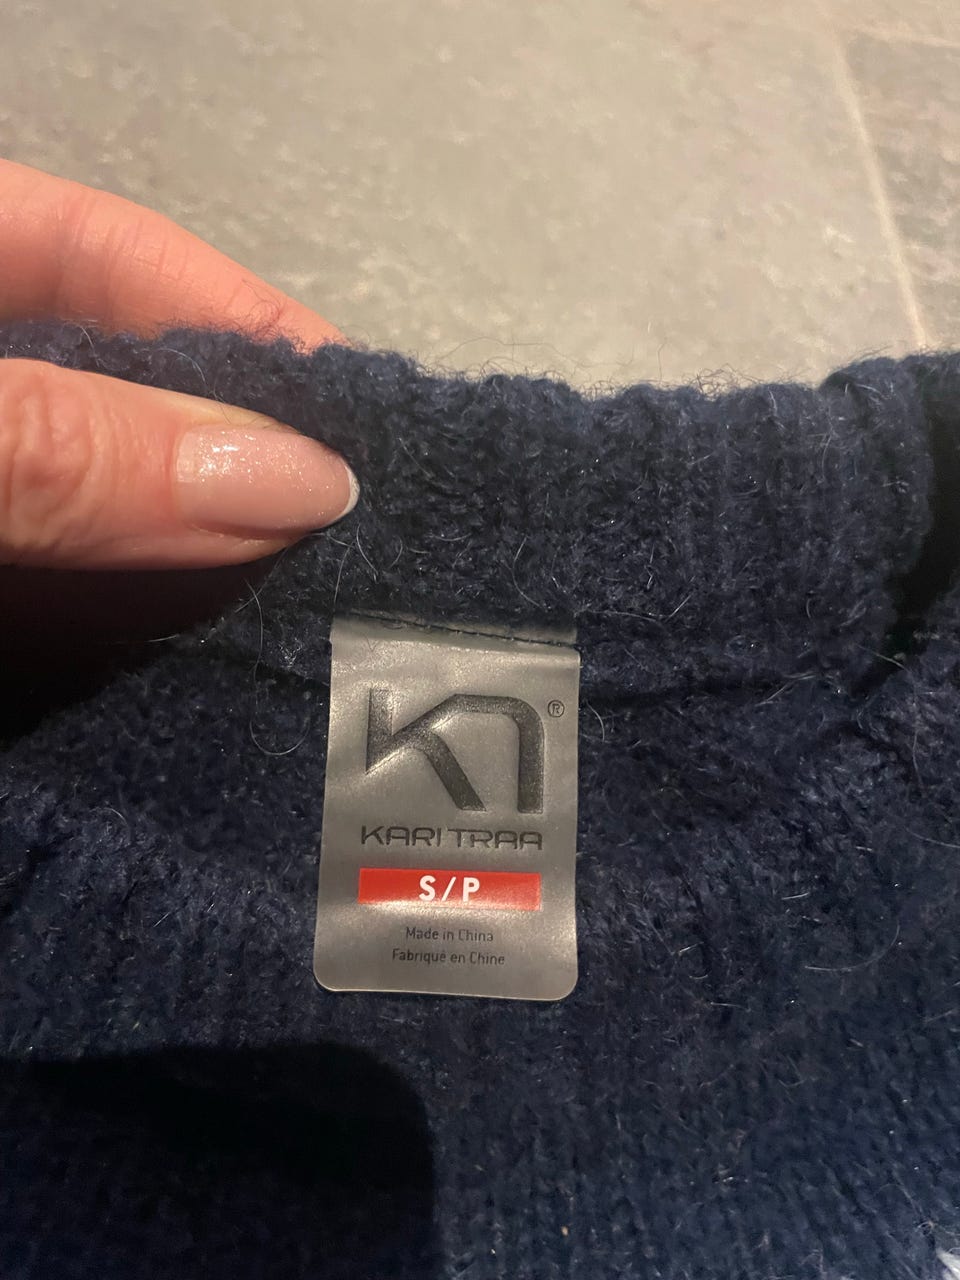 ®
KARI TRAA
S/P
Made in China
Fabriqué en Chine